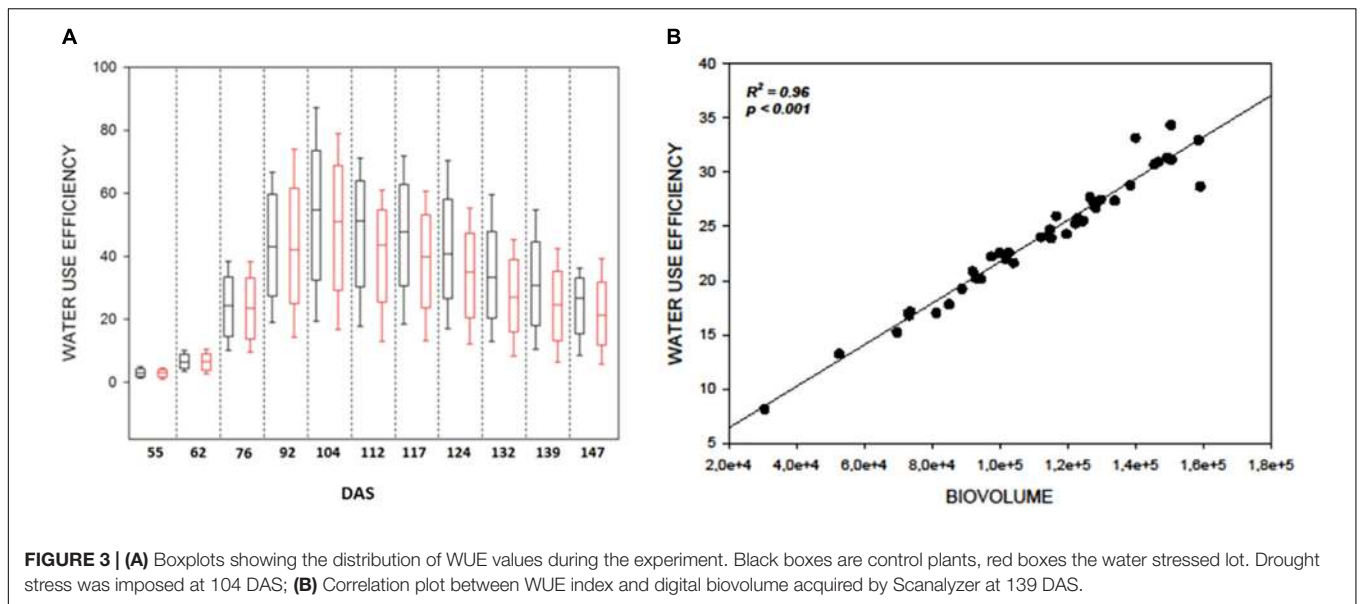 A
WATER USE EFFICIENCY
100
80
60
40
20
0
55 62 76 92 104 112 117 124 132 139 147
DAS
B
WATER USE EFFICIENCY
R² = 0.96
p < 0.001
40
35
30
25
20
15
10
5
2,0e+4 4,0e+4 6,0e+4 8,0e+4 1,0e+5 1,2e+5 1,4e+5 1,6e+5 1,8e+5
BIOVOLUME
FIGURE 3 | (A) Boxplots showing the distribution of WUE values during the experiment. Black boxes are control plants, red boxes the water stressed lot. Drought
stress was imposed at 104 DAS; (B) Correlation plot between WUE index and digital biovolume acquired by Scanalyzer at 139 DAS.